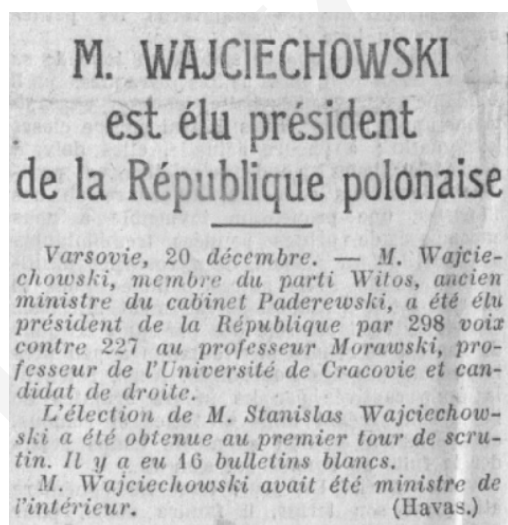 M. WAJCIECHOWSKI
est élu président
de la République polonaise
Varsovie, 20 décembre. — M. Wajcie-
chowski, membre du parti Witos, ancien
ministre du cabinet Paderewski, a été élu
président de la République par 298 voix
contre 227 au professeur Morawski, pro-
fesseur de l'Université de Cracovie et can-
didat de droite.
L'élection de M. Stanislas Wajciechow-
ski a été obtenue au premier tour de scru-
tin. Il y a eu 16 bulletins blancs.
M. Wajciechowski avait été ministre de
l'intérieur. (Havas.)